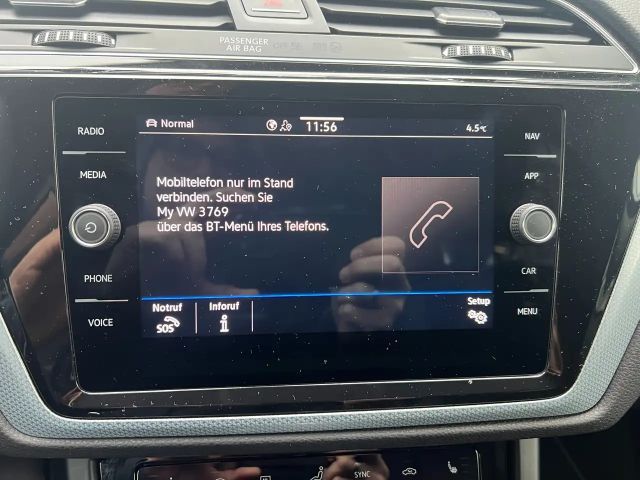 PASSENGER
AIR BAG
Normal
11:56
4.5°C
RADIO
MEDIA
PHONE
VOICE
Mobiltelefon nur im Stand
verbinden. Suchen Sie
My VW 3769
über das BT-Menü Ihres Telefons.
NAV
APP
CAR
MENU
Notruf
SOS
Inforuf
i
Setup
SYNC